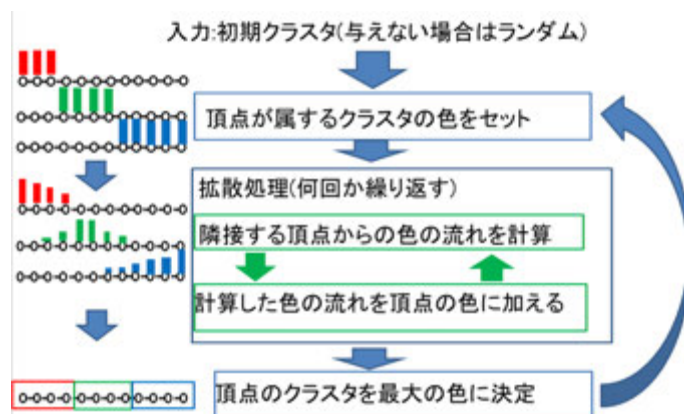 入力:初期クラスタ(与えない場合はランダム)
頂点が属するクラスタの色をセット
拡散処理(何回か繰り返す)
隣接する頂点からの色の流れを計算
計算した色の流れを頂点の色に加える
頂点のクラスタを最大の色に決定